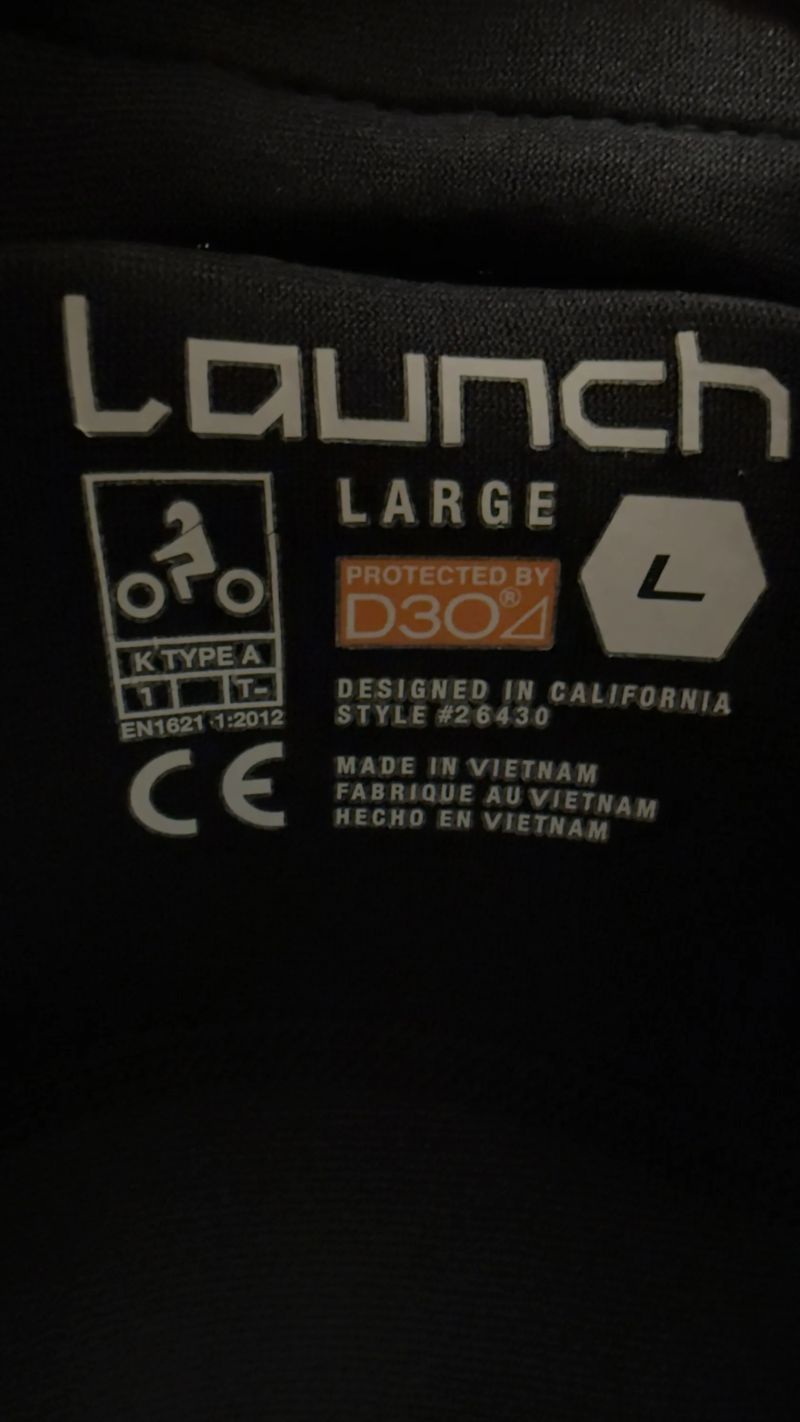 Launch
LARGE
L
PROTECTED BY
D3O®
K TYPE A
1 T-
EN1621-1:2012
CE
DESIGNED IN CALIFORNIA
STYLE #26430
MADE IN VIETNAM
FABRIQUE AU VIETNAM
HECHO EN VIETNAM